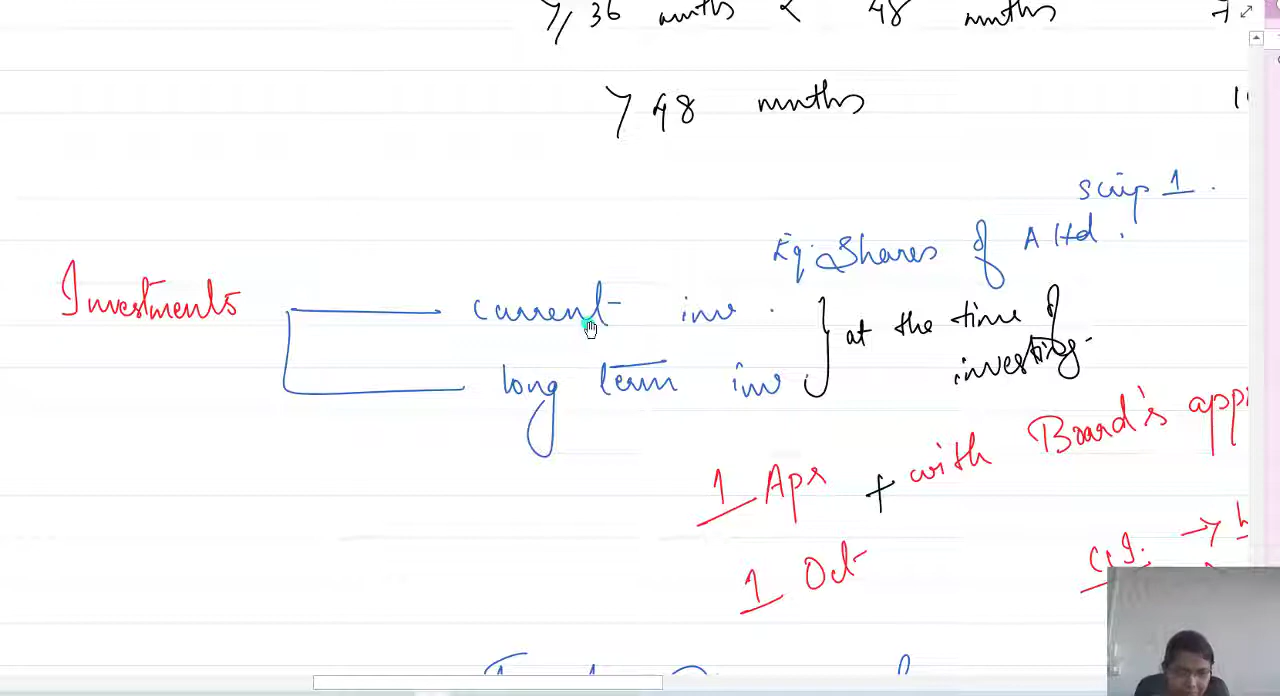 36 months < 48 months
> 48 months
scrip 1.
Eq. Shares of A Ltd.
Investments
current inv.
long term inv
at the time of
investing
1 Apr + with Board's
1 Oct